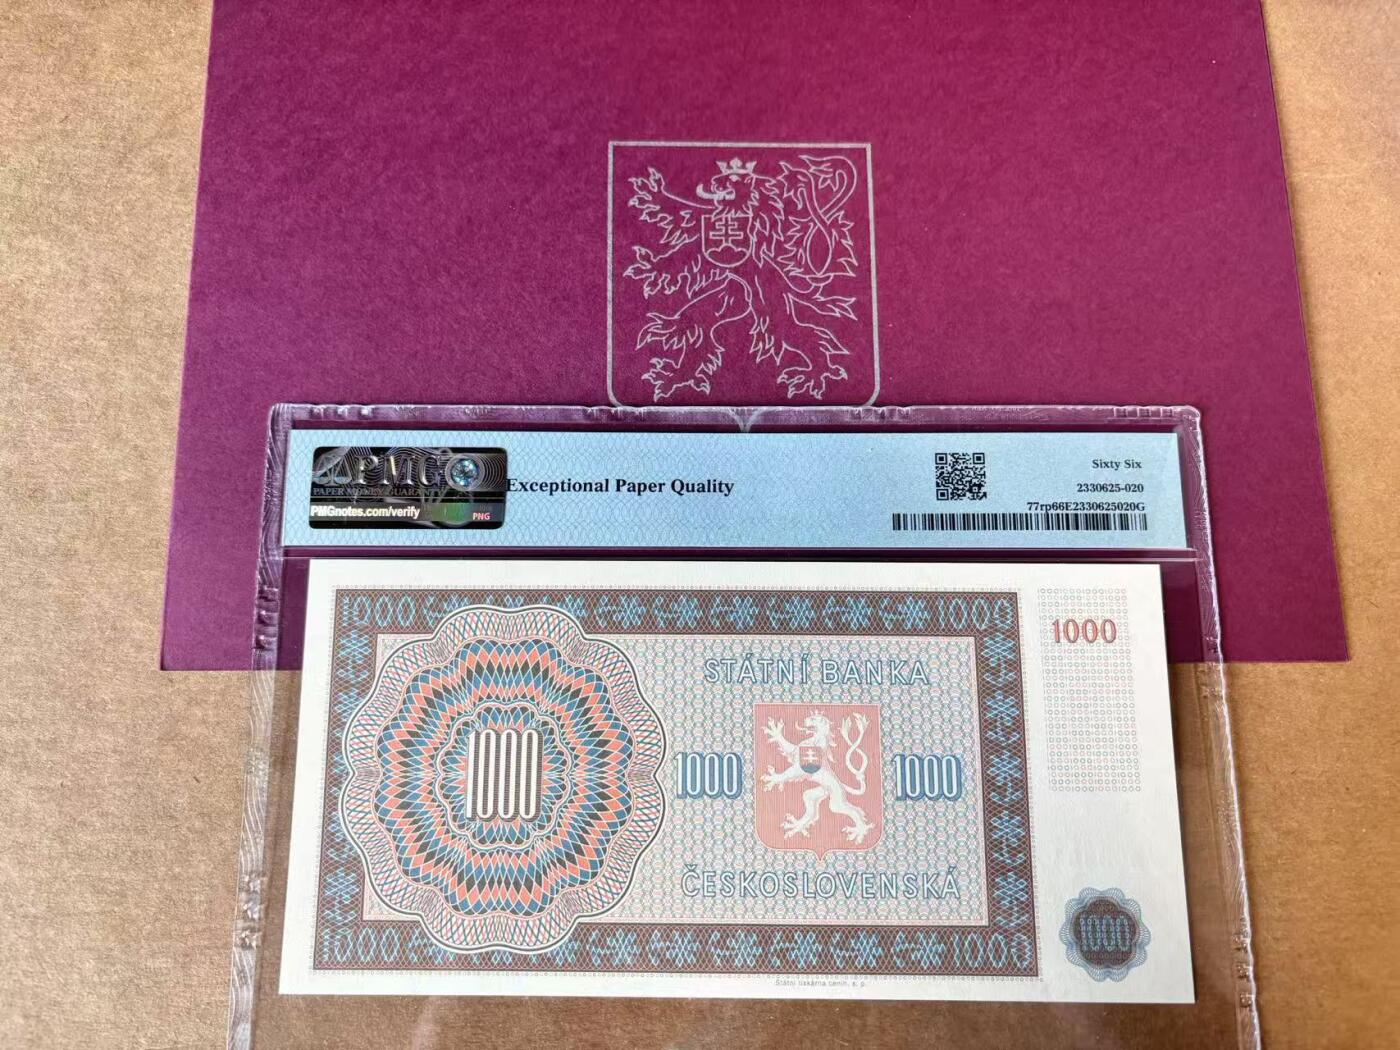 PMG
PAPER MONEY GUARANTY
PMGnotes.com/verify
PNG
Exceptional Paper Quality
Sixty Six
2330625-020
77rp66E2330625020G
1000
1000
1000
STÁTNÍ BANKA
1000
1000
1000
ČESKOSLOVENSKÁ
1000
1000
1000
Státní tiskárna cenin, s. p.